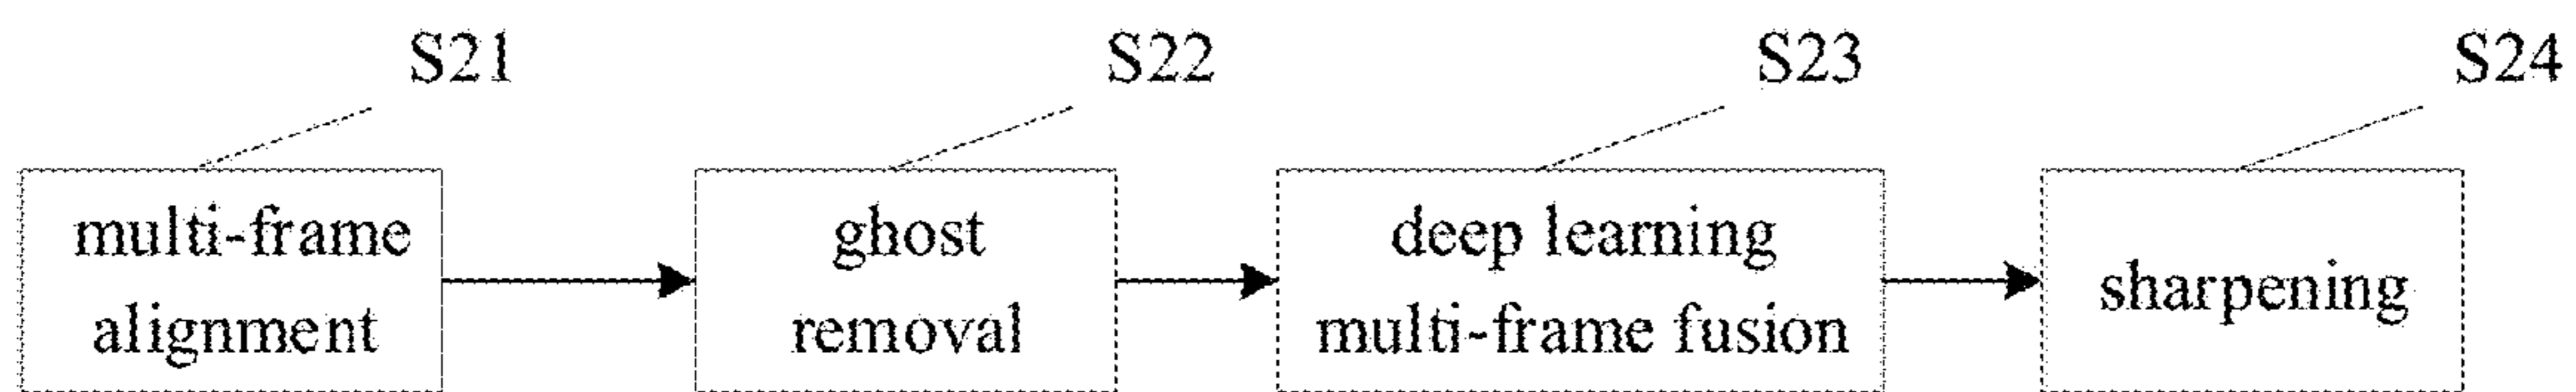 S21
S22
S23
S24
multi-frame
alignment
ghost
removal
deep learning
multi-frame fusion
sharpening